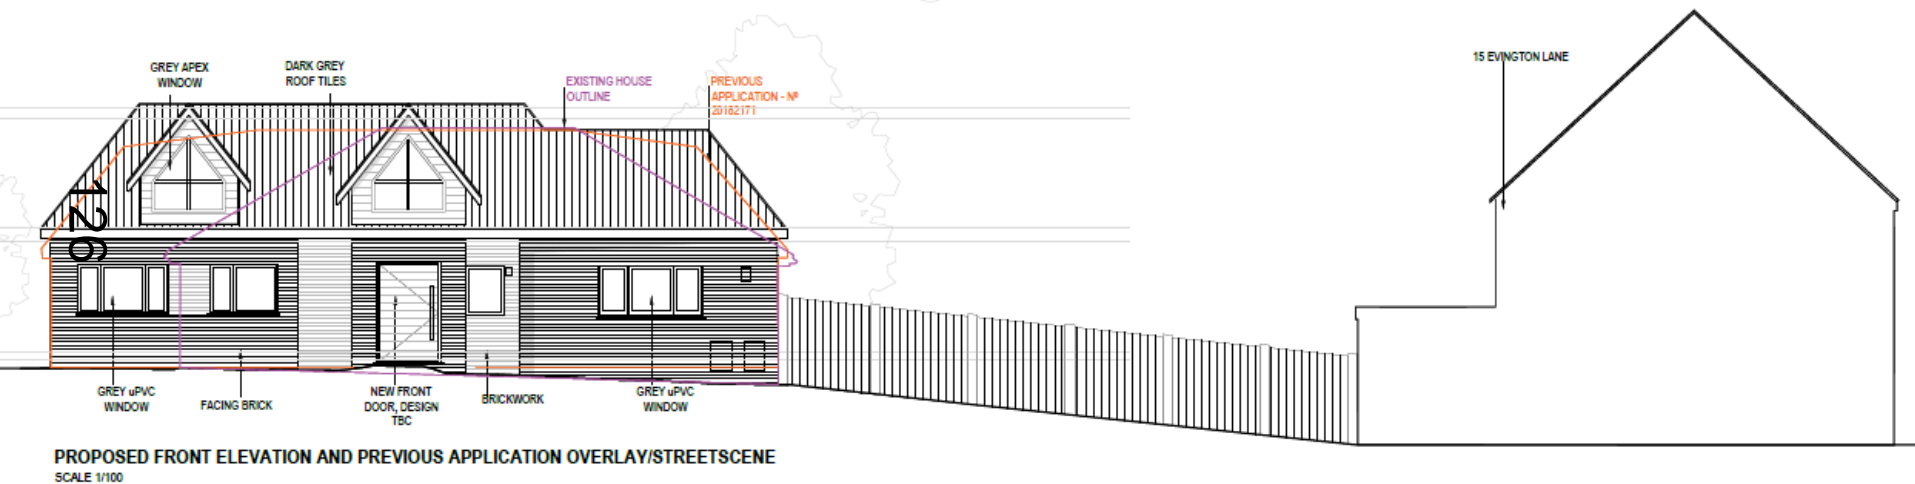 GREY APEX
WINDOW
DARK GREY
ROOF TILES
EXISTING HOUSE
OUTLINE
PREVIOUS
APPLICATION - Nº
20182171
15 EVINGTON LANE
126
GREY uPVC
WINDOW
FACING BRICK
NEW FRONT
DOOR, DESIGN
TBC
BRICKWORK
GREY uPVC
WINDOW
PROPOSED FRONT ELEVATION AND PREVIOUS APPLICATION OVERLAY/STREETSCENE
SCALE 1/100